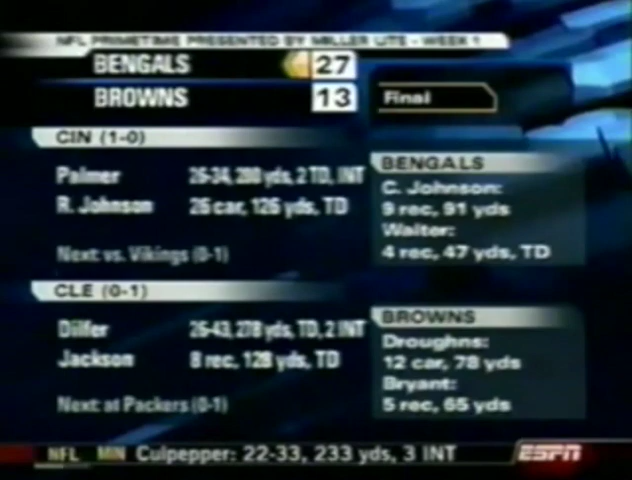 NFL PRIMETIME PRESENTED BY MILLER LITE - WEEK 1
BENGALS 27
BROWNS 13
Final
CIN (1-0)
Palmer 26-34, 280 yds, 2 TD, INT
R. Johnson 26 car, 126 yds, TD
Next: vs. Vikings (0-1)
BENGALS
C. Johnson:
9 rec, 91 yds
Walter:
4 rec, 47 yds, TD
CLE (0-1)
Dilfer 26-43, 278 yds, TD, 2 INT
Jackson 8 rec, 128 yds, TD
Next: at Packers (0-1)
BROWNS
Droughns:
12 car, 78 yds
Bryant:
5 rec, 65 yds
NFL MIN Culpepper: 22-33, 233 yds, 3 INT ESPN